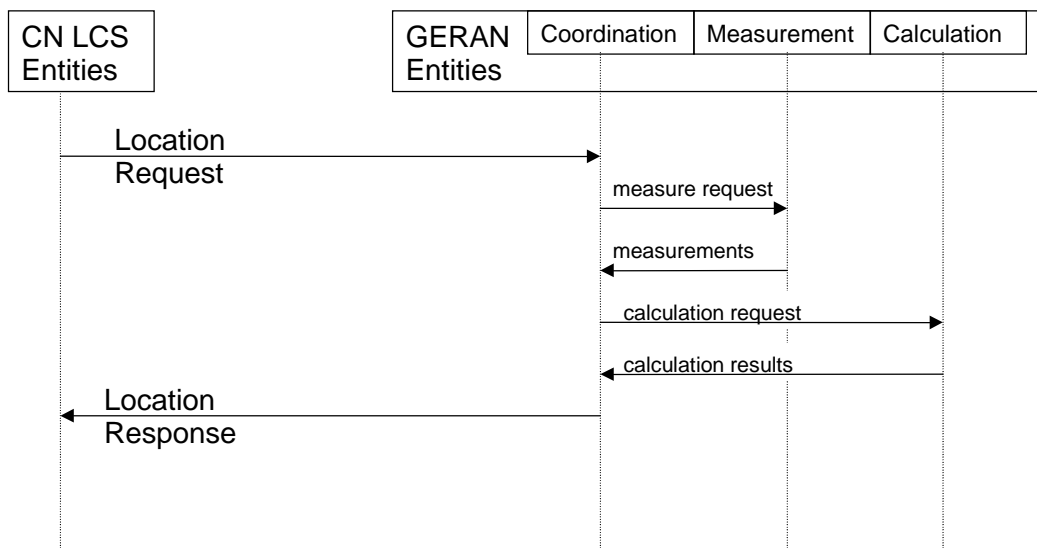 CN LCS
Entities
GERAN
Entities
Coordination
Measurement
Calculation
Location
Request
measure request
measurements
calculation request
calculation results
Location
Response